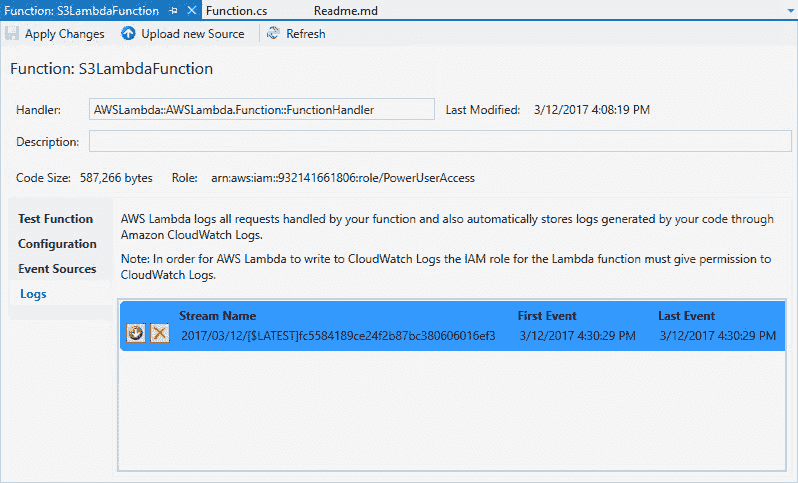 Function: S3LambdaFunction
Function.cs
Readme.md
Apply Changes
Upload new Source
Refresh
Function: S3LambdaFunction
Handler: AWSLambda::AWSLambda.Function::FunctionHandler Last Modified: 3/12/2017 4:08:19 PM
Description:
Code Size: 587,266 bytes Role: arn:aws:iam::932141661806:role/PowerUserAccess
Test Function
Configuration
Event Sources
Logs
AWS Lambda logs all requests handled by your function and also automatically stores logs generated by your code through
Amazon CloudWatch Logs.
Note: In order for AWS Lambda to write to CloudWatch Logs the IAM role for the Lambda function must give permission to
CloudWatch Logs.
Stream Name First Event Last Event
2017/03/12/[$LATEST]fc5584189ce24f2b87bc380606016ef3 3/12/2017 4:30:29 PM 3/12/2017 4:30:29 PM